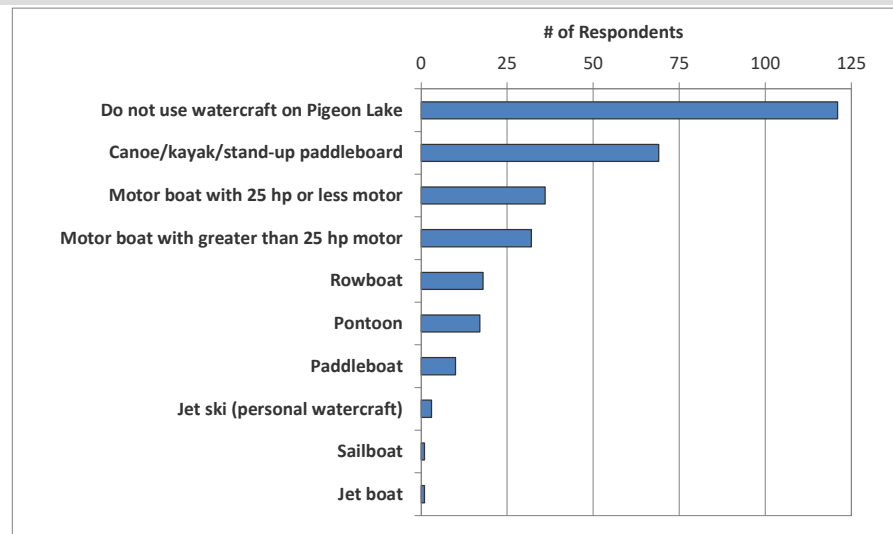 # of Respondents
0 25 50 75 100 125
Do not use watercraft on Pigeon Lake
Canoe/kayak/stand-up paddleboard
Motor boat with 25 hp or less motor
Motor boat with greater than 25 hp motor
Rowboat
Pontoon
Paddleboat
Jet ski (personal watercraft)
Sailboat
Jet boat